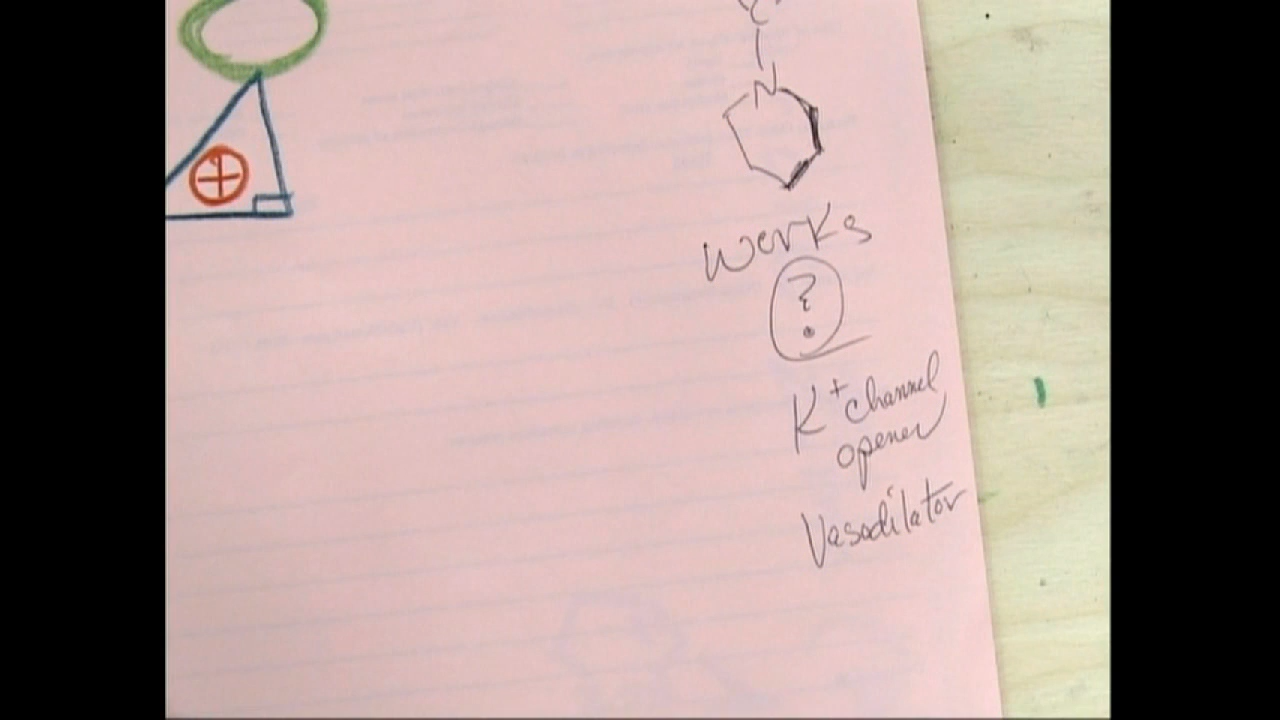 N
works
?
K+ channel
opener
Vasodilator